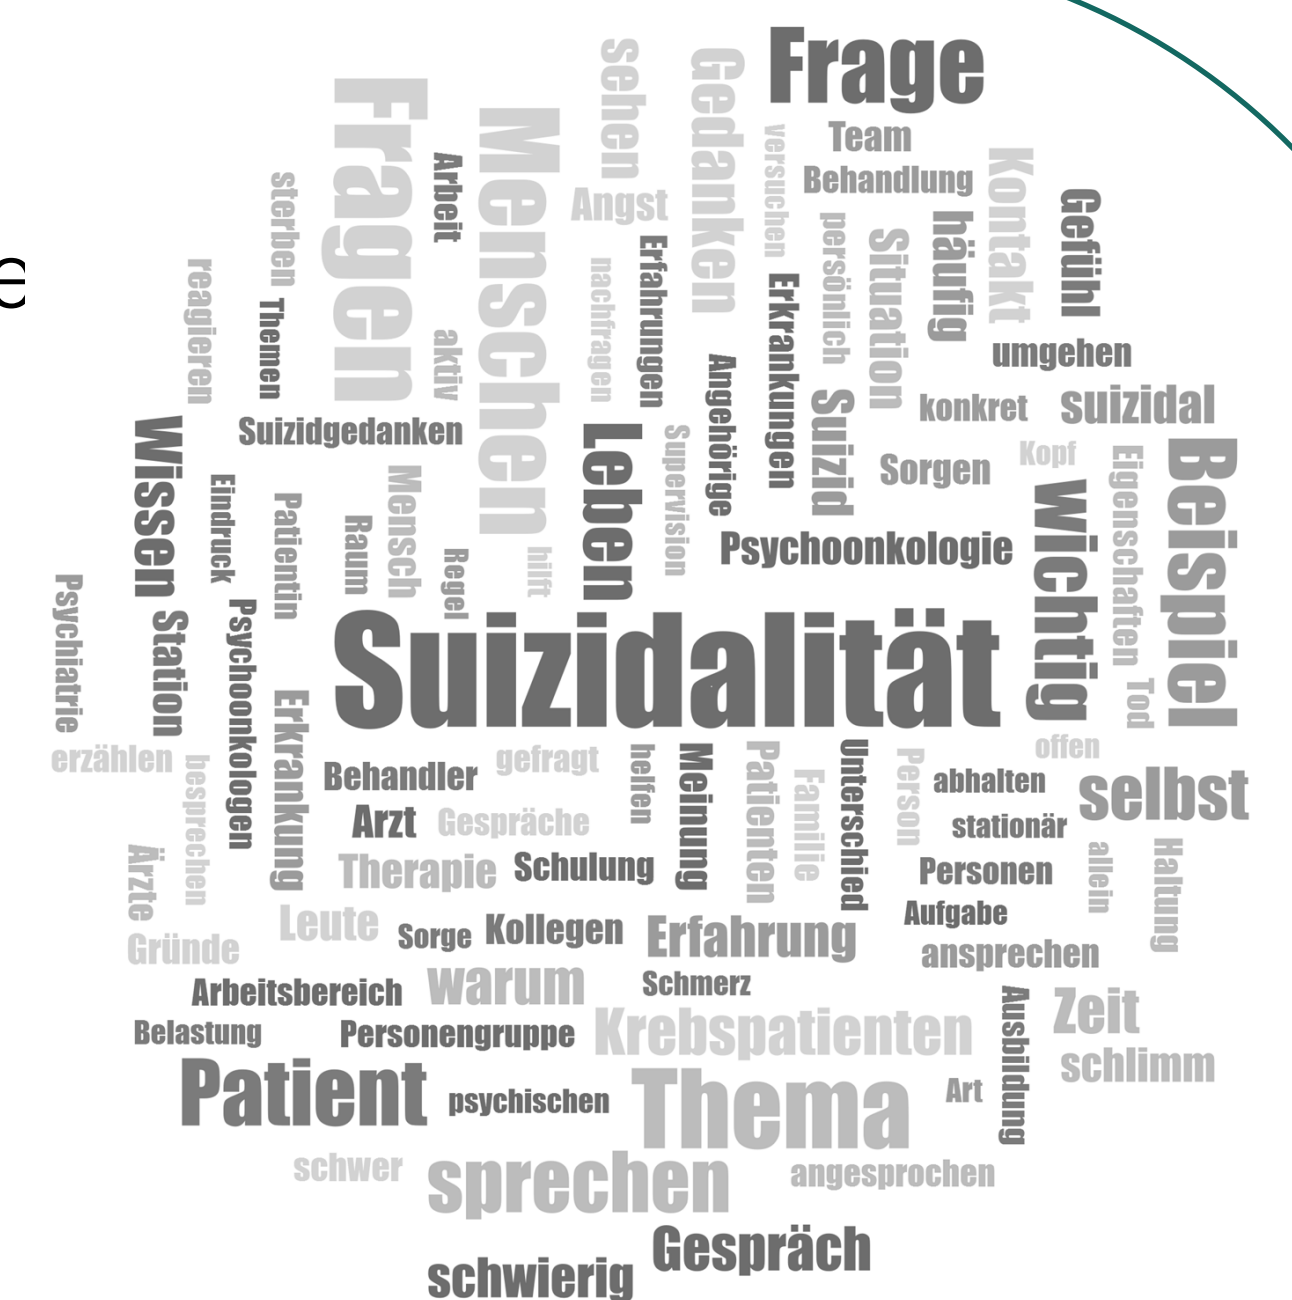 Frage
sehen
Gedanken
Fragen
Menschen
Team
versuchen
Behandlung
Kontakt
Arbeit
sterben
Angst
Gefühl
häufig
persönlich
Situation
Erfahrungen
nachfragen
reagieren
e
Erkrankungen
Themen
aktiv
umgehen
Angehörige
Suizid
konkret
suizidal
Wissen
Suizidgedanken
Leben
Supervision
Kopf
Eigenschaften
Beispiel
Sorgen
Mensch
Eindruck
Patientin
Raum
wichtig
Psychoonkologie
Regel
hilft
Psychiatrie
Station
Psychoonkologen
Suizidalität
Tod
Erkrankung
offen
erzählen
besprechen
gefragt
helfen
Meinung
Patienten
Unterschied
Person
Behandler
Familie
abhalten
selbst
Arzt
Gespräche
stationär
Ärzte
Therapie
Schulung
Personen
allein
Haltung
Leute
Sorge
Kollegen
Erfahrung
Aufgabe
Gründe
ansprechen
Arbeitsbereich
warum
Schmerz
Ausbildung
Zeit
Belastung
Personengruppe
Krebspatienten
schlimm
Patient
psychischen
Thema
Art
schwer
sprechen
angesprochen
Gespräch
schwierig